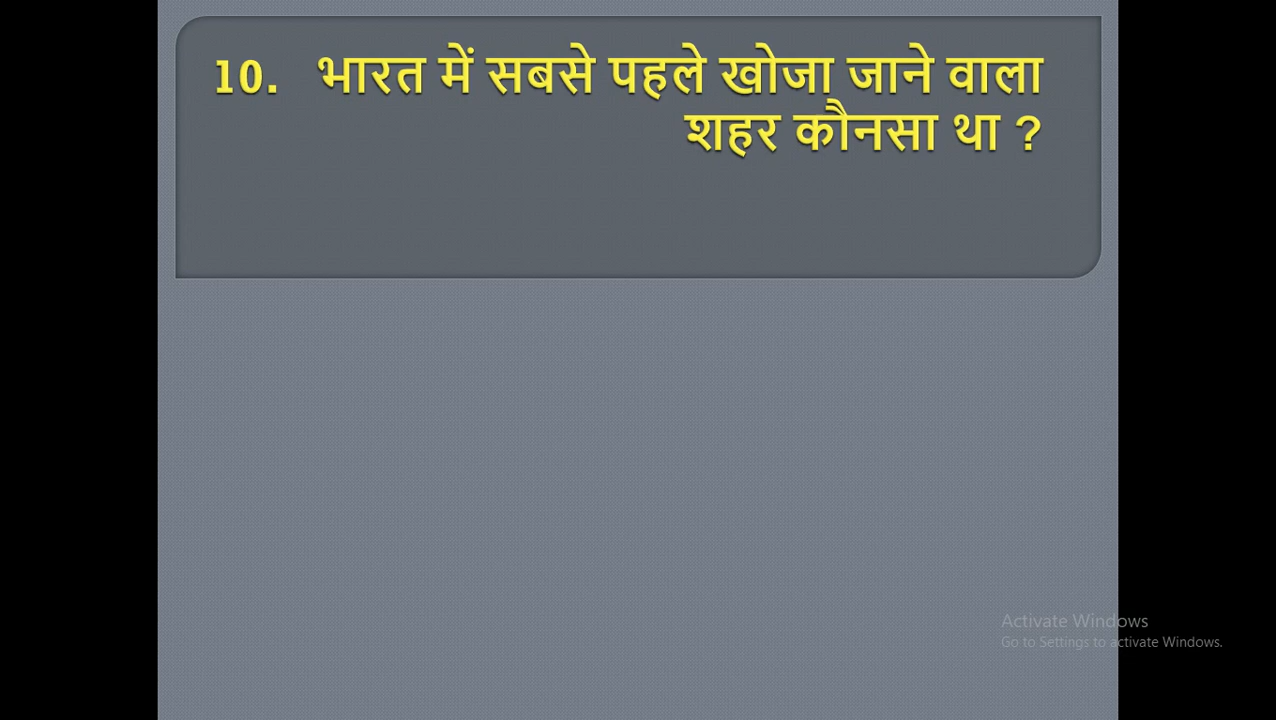 10. भारत में सबसे पहले खोजा जाने वाला
शहर कौनसा था ?
Activate Windows
Go to Settings to activate Windows.